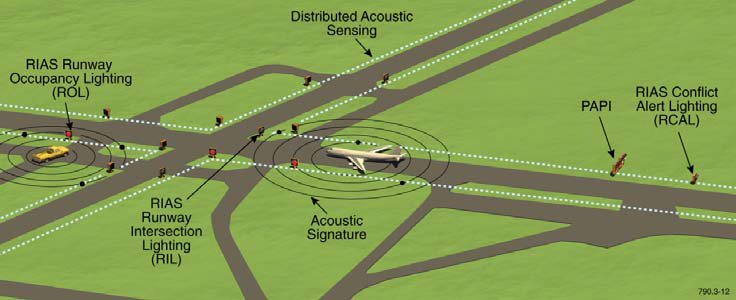 Distributed Acoustic
Sensing
RIAS Runway
Occupancy Lighting
(ROL)
PAPI
RIAS Conflict
Alert Lighting
(RCAL)
RIAS
Runway
Intersection
Lighting
(RIL)
Acoustic
Signature
790.3-12